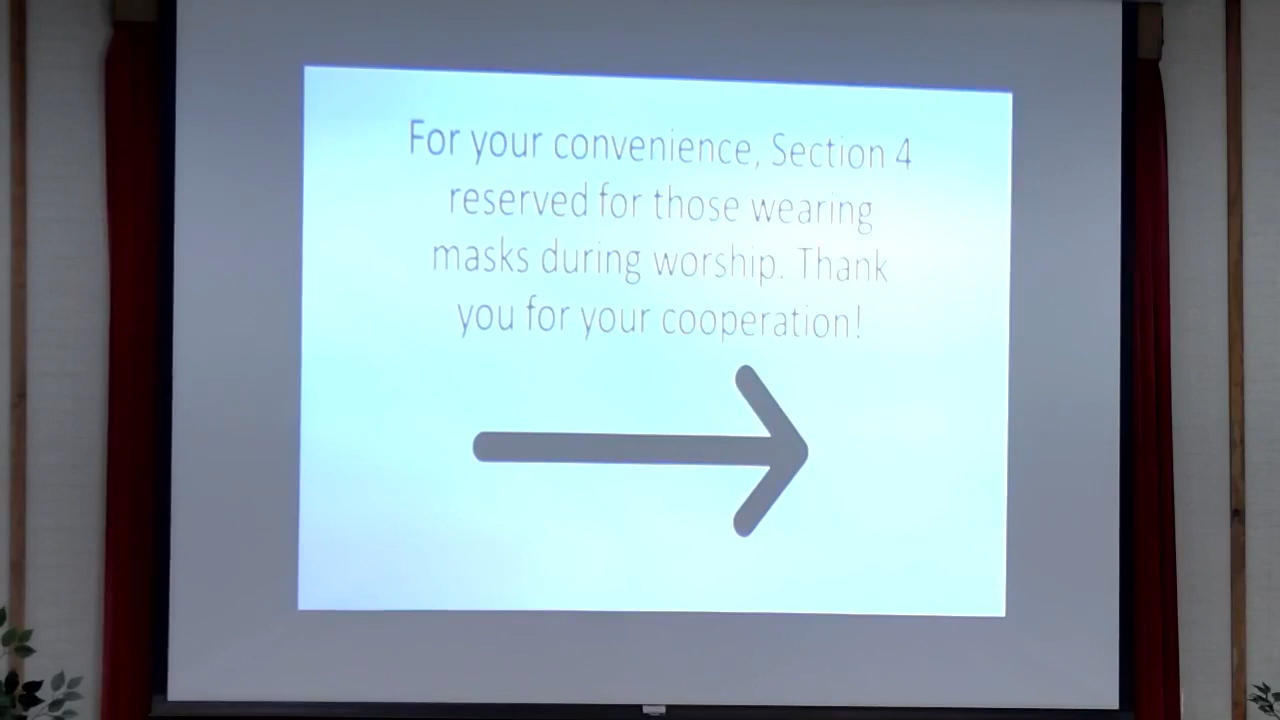 For your convenience, Section 4
reserved for those wearing
masks during worship. Thank
you for your cooperation!